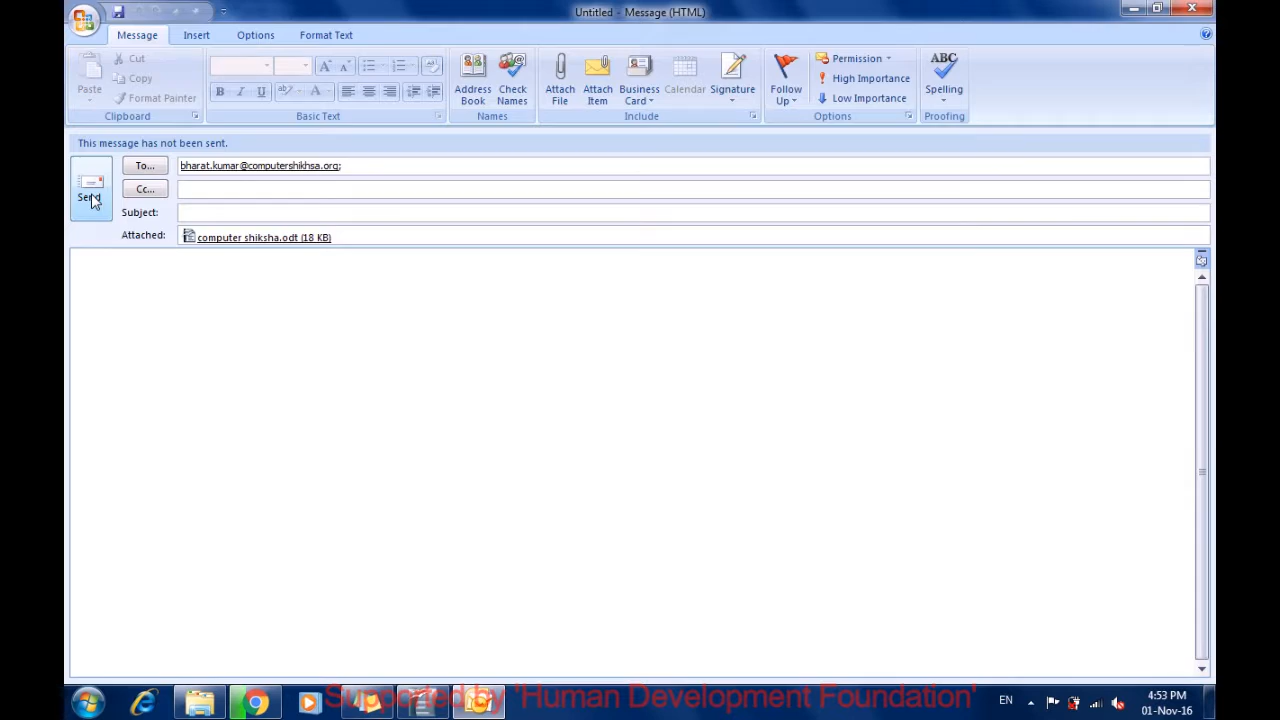 Untitled - Message (HTML)
Message Insert Options Format Text
Paste
Cut
Copy
Format Painter
Clipboard
B I U
Basic Text
Address Book
Check Names
Names
Attach File
Attach Item
Business Card
Calendar
Signature
Include
Follow Up
Permission
High Importance
Low Importance
Options
ABC
Spelling
Proofing
This message has not been sent.
Send
To... bharat.kumar@computershikhsa.org;
Cc...
Subject:
Attached: computer shiksha.odt (18 KB)
Supported by 'Human Development Foundation'
EN
4:53 PM
01-Nov-16